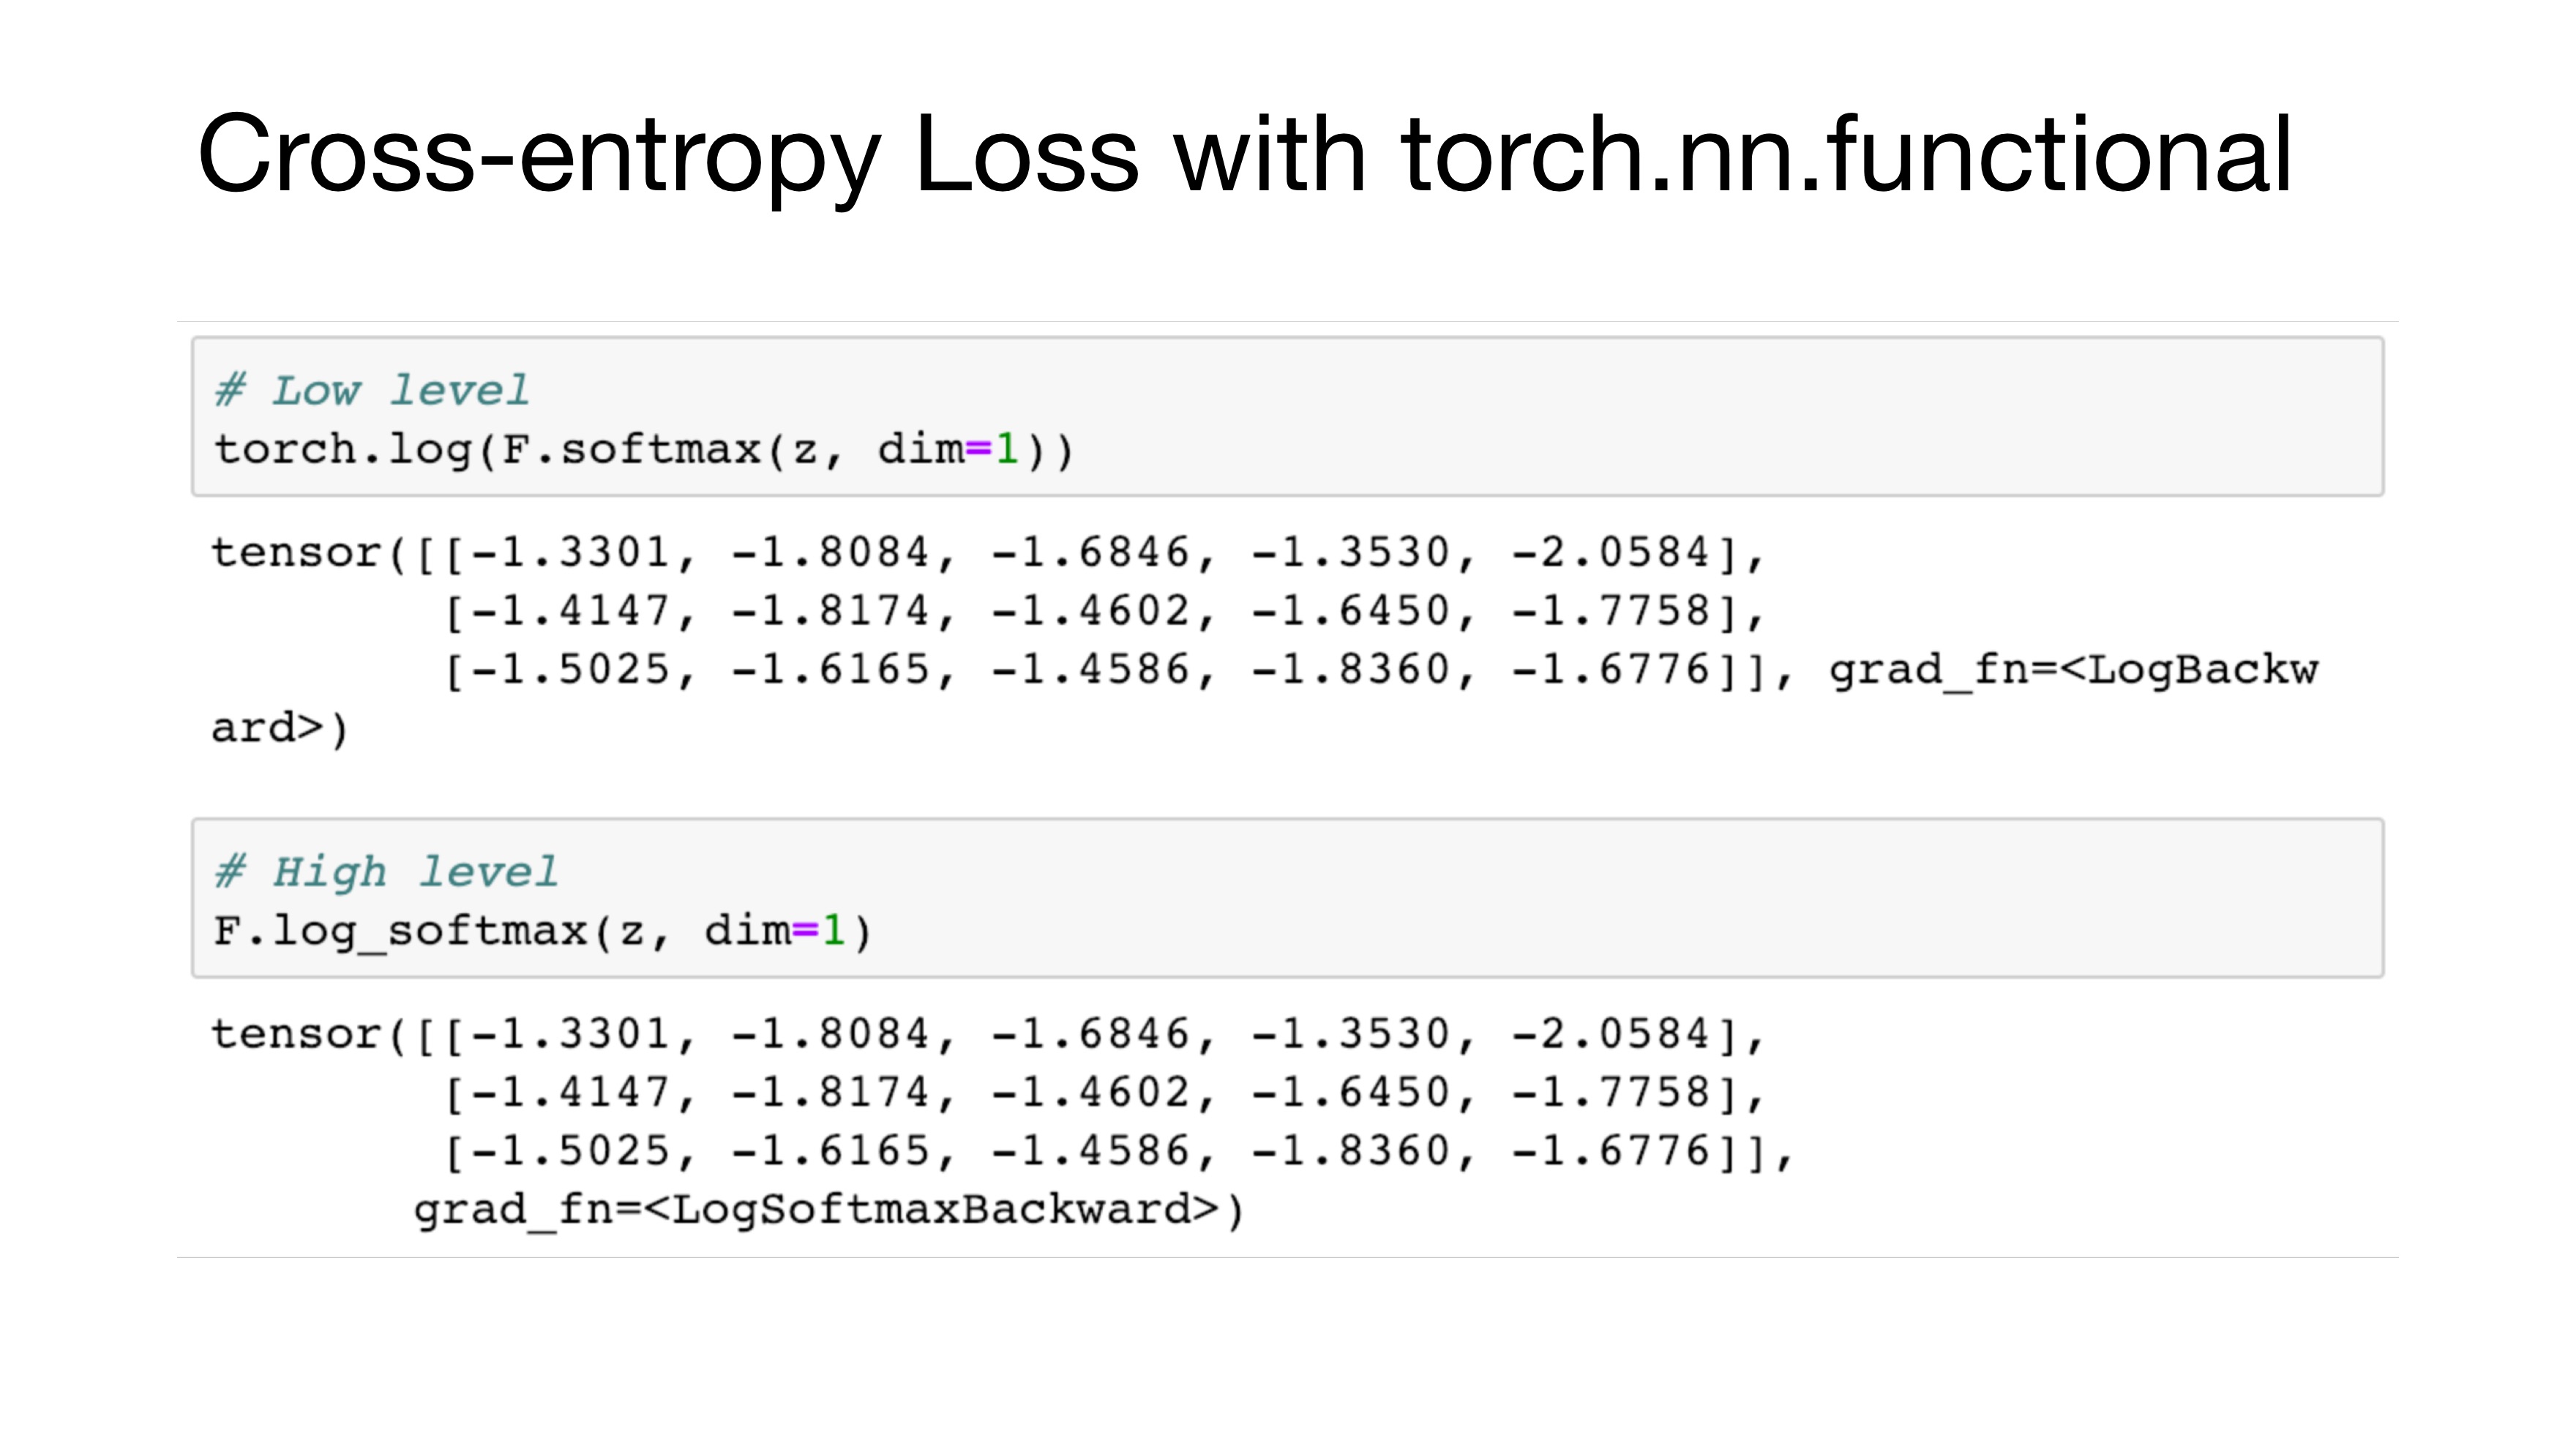 Cross-entropy Loss with torch.nn.functional
# Low level
torch.log(F.softmax(z, dim=1))
tensor([[-1.3301, -1.8084, -1.6846, -1.3530, -2.0584],
        [-1.4147, -1.8174, -1.4602, -1.6450, -1.7758],
        [-1.5025, -1.6165, -1.4586, -1.8360, -1.6776]], grad_fn=<LogBackw
ard>)
# High level
F.log_softmax(z, dim=1)
tensor([[-1.3301, -1.8084, -1.6846, -1.3530, -2.0584],
        [-1.4147, -1.8174, -1.4602, -1.6450, -1.7758],
        [-1.5025, -1.6165, -1.4586, -1.8360, -1.6776]],
       grad_fn=<LogSoftmaxBackward>)